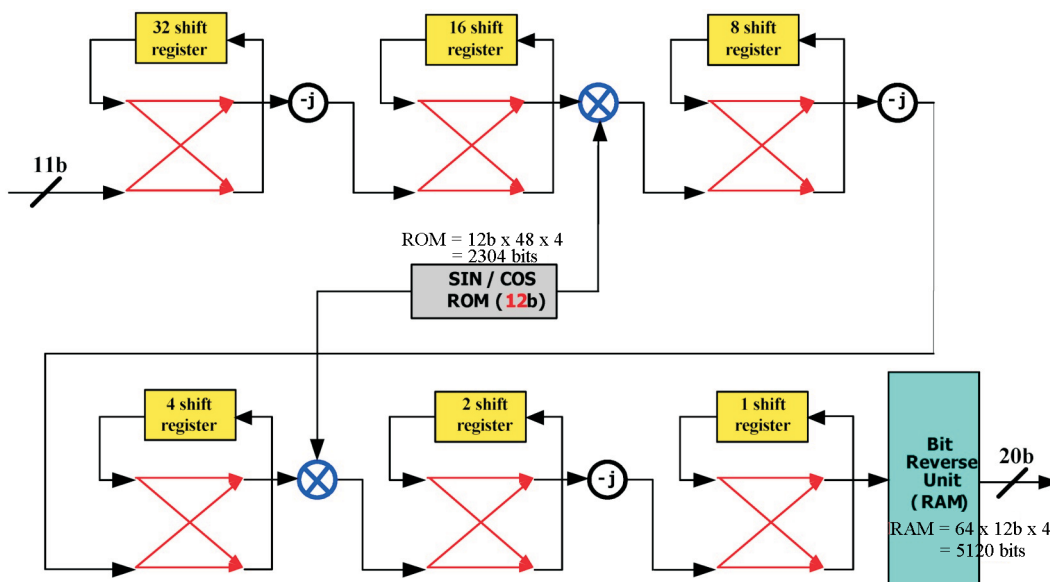 32 shift
register
16 shift
register
8 shift
register
-j
-j
11b
ROM = 12b x 48 x 4
= 2304 bits
SIN / COS
ROM (12b)
4 shift
register
2 shift
register
1 shift
register
-j
Bit
Reverse
Unit
(RAM)
20b
RAM = 64 x 12b x 4
= 5120 bits